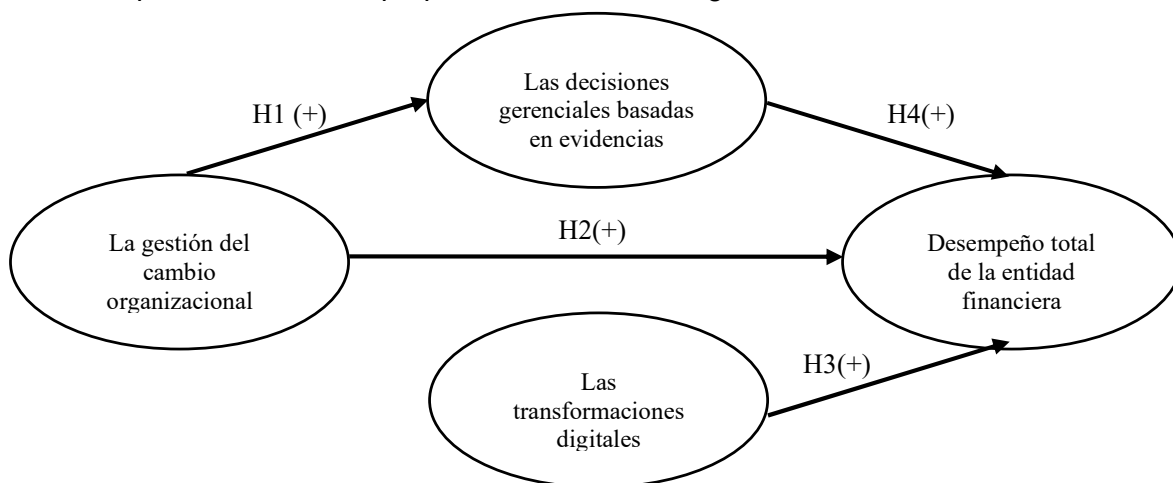 Las decisiones
gerenciales basadas
en evidencias
H1 (+)
H4(+)
La gestión del
cambio
organizacional
H2(+)
Desempeño total
de la entidad
financiera
H3(+)
Las
transformaciones
digitales